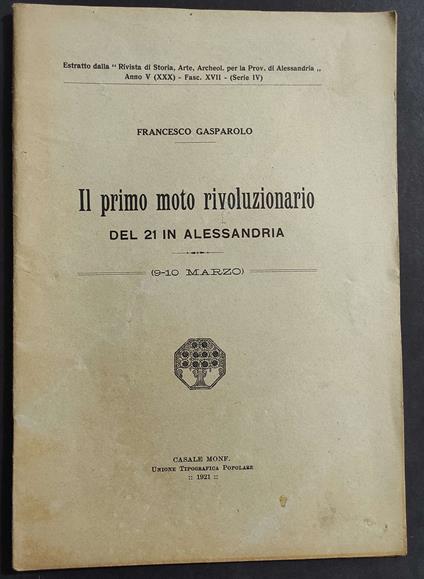 Estratto dalla " Rivista di Storia, Arte, Archeol. per la Prov. di Alessandria „
Anno V (XXX) - Fasc. XVII - (Serie IV)
FRANCESCO GASPAROLO
Il primo moto rivoluzionario
DEL 21 IN ALESSANDRIA
(9-10 MARZO)
CASALE MONF.
UNIONE TIPOGRAFICA POPOLARE
:: 1921 ::